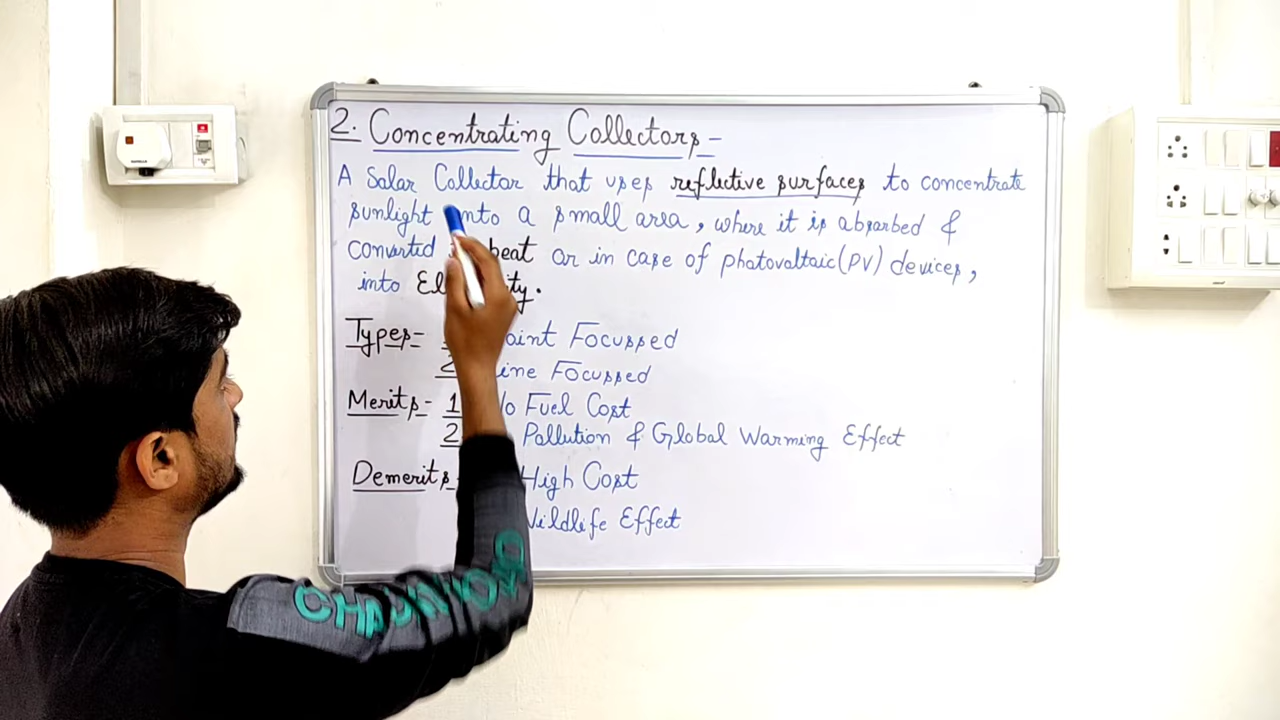 2. Concentrating Collectors-
A Solar Collector that uses reflective surfaces to concentrate
sunlight into a small area, where it is absorbed &
converted heat or in case of photovoltaic(PV) devices,
into
Types- Focussed
2 Focussed
Merits- 1 Fuel Cost
2 Pollution & Global Warming Effect
Demerits- High Cost
Wildlife Effect